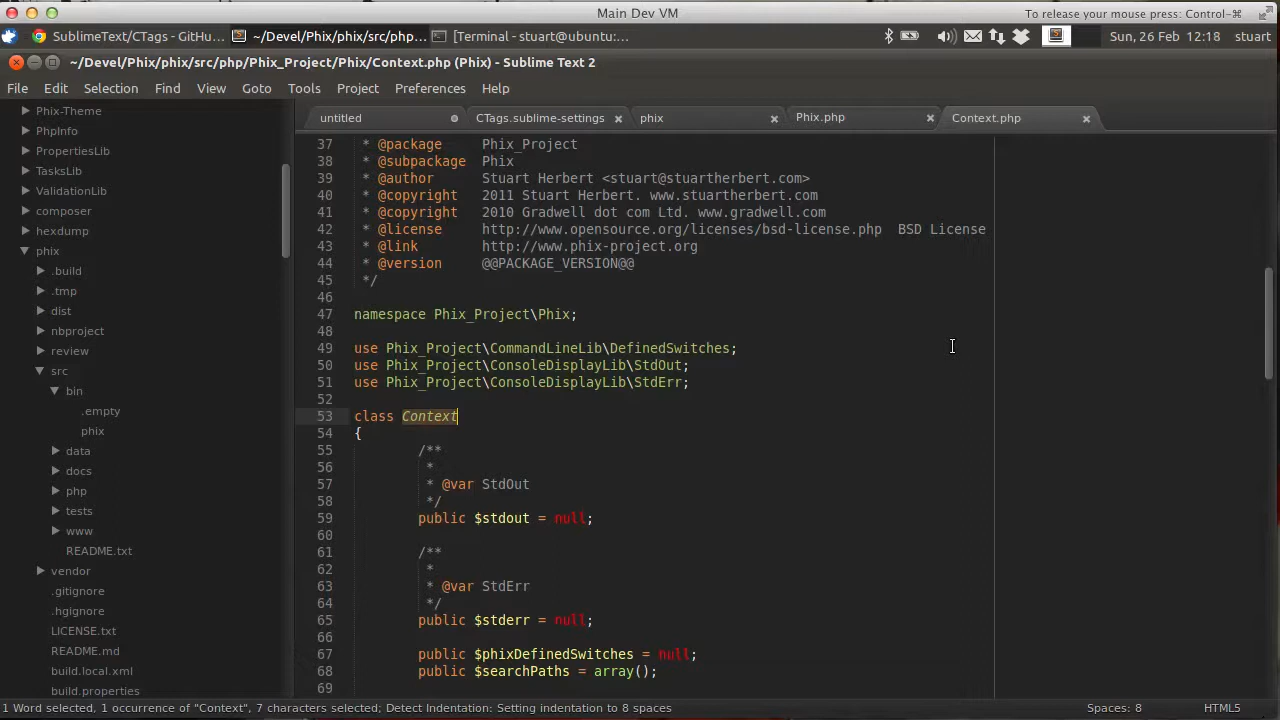 Main Dev VM
To release your mouse press: Control-⌘
SublimeText/CTags - GitHu...
~/Devel/Phix/phix/src/php...
[Terminal - stuart@ubuntu:...
Sun, 26 Feb 12:18 stuart
~/Devel/Phix/phix/src/php/Phix_Project/Phix/Context.php (Phix) - Sublime Text 2
File Edit Selection Find View Goto Tools Project Preferences Help
Phix-Theme
PhpInfo
PropertiesLib
TasksLib
ValidationLib
composer
hexdump
phix
.build
.tmp
dist
nbproject
review
src
bin
.empty
phix
data
docs
php
tests
www
README.txt
vendor
.gitignore
.hgignore
LICENSE.txt
README.md
build.local.xml
build.properties
untitled
CTags.sublime-settings
phix
Phix.php
Context.php
37 * @package Phix_Project
38 * @subpackage Phix
39 * @author Stuart Herbert <stuart@stuartherbert.com>
40 * @copyright 2011 Stuart Herbert. www.stuartherbert.com
41 * @copyright 2010 Gradwell dot com Ltd. www.gradwell.com
42 * @license http://www.opensource.org/licenses/bsd-license.php BSD License
43 * @link http://www.phix-project.org
44 * @version @@PACKAGE_VERSION@@
45 */
46
47 namespace Phix_Project\Phix;
48
49 use Phix_Project\CommandLineLib\DefinedSwitches;
50 use Phix_Project\ConsoleDisplayLib\StdOut;
51 use Phix_Project\ConsoleDisplayLib\StdErr;
52
53 class Context
54 {
55 /**
56 *
57 * @var StdOut
58 */
59 public $stdout = null;
60
61 /**
62 *
63 * @var StdErr
64 */
65 public $stderr = null;
66
67 public $phixDefinedSwitches = null;
68 public $searchPaths = array();
69
1 Word selected, 1 occurrence of "Context", 7 characters selected; Detect Indentation: Setting indentation to 8 spaces
Spaces: 8
HTML5